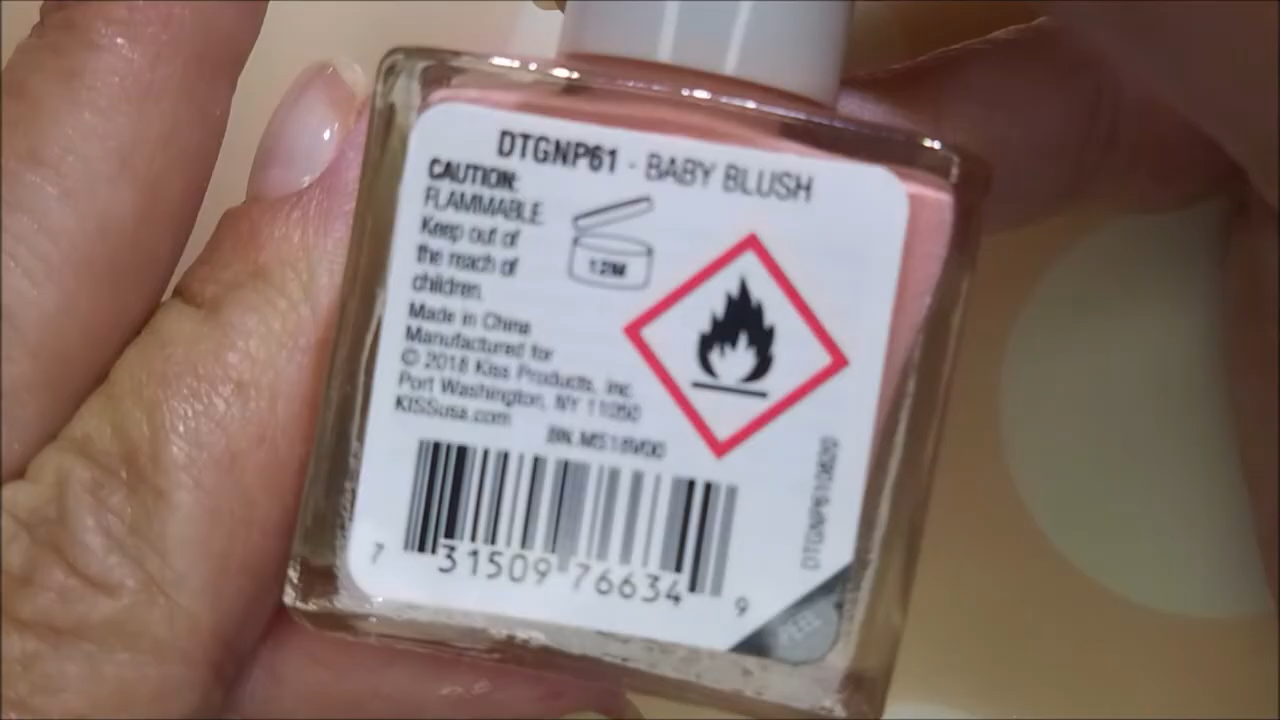 DTGNP61 - BABY BLUSH
CAUTION:
FLAMMABLE.
Keep out of
the reach of
children.
12M
Made in China
Manufactured for
© 2018 Kiss Products, Inc.
Port Washington, NY 11050
KISSusa.com
7 31509 76634 9
PEEL